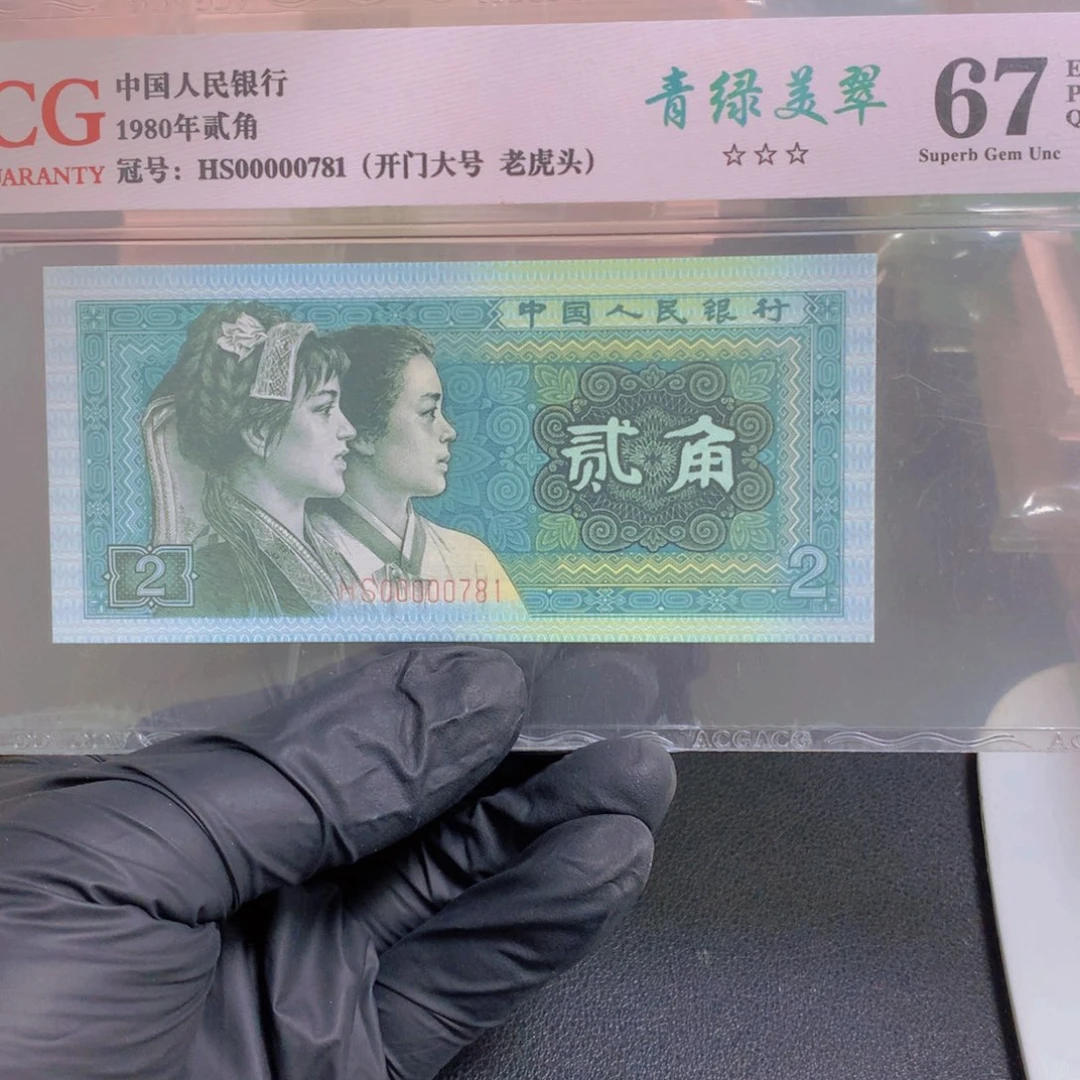 CG
UARANTY
中国人民银行
1980年贰角
冠号：HS00000781（开门大号 老虎头）
青绿美翠
☆☆☆
67
Superb Gem Unc
E
P
Q
中国人民银行
贰角
2
HS00000781
2
ACGACG